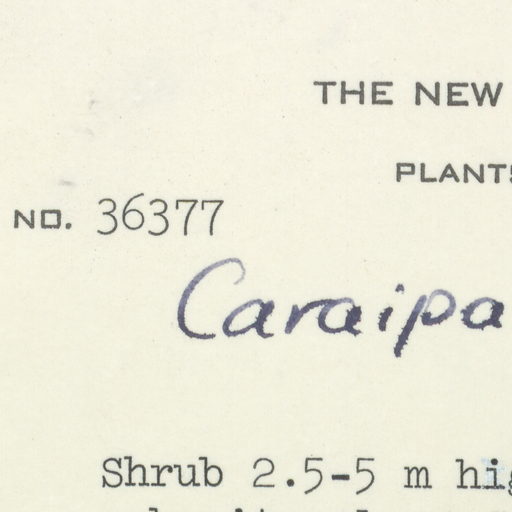 THE NEW
PLANTS
NO. 36377
Caraipa
Shrub 2.5-5 m hig